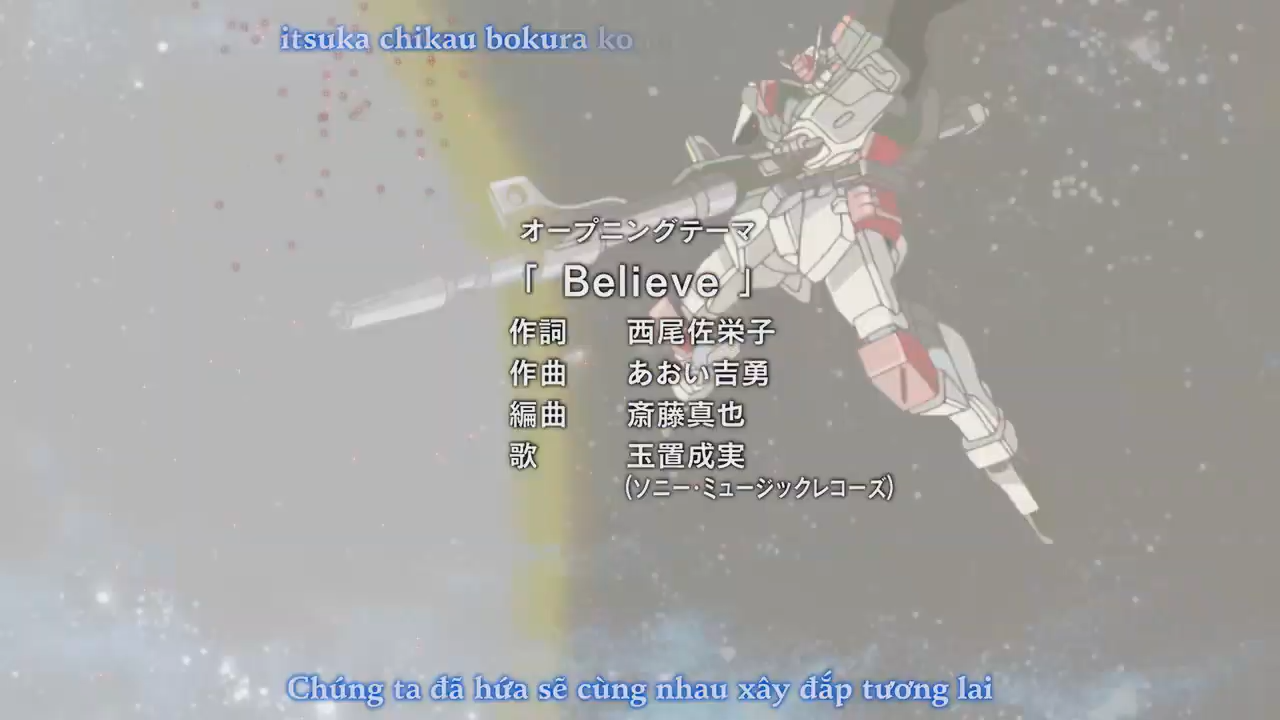 itsuka chikau bokura ko
オープニングテーマ
「 Believe 」
作詞 西尾佐栄子
作曲 あおい吉勇
編曲 斎藤真也
歌 玉置成実
(ソニー・ミュージックレコーズ)
Chúng ta đã hứa sẽ cùng nhau xây đắp tương lai